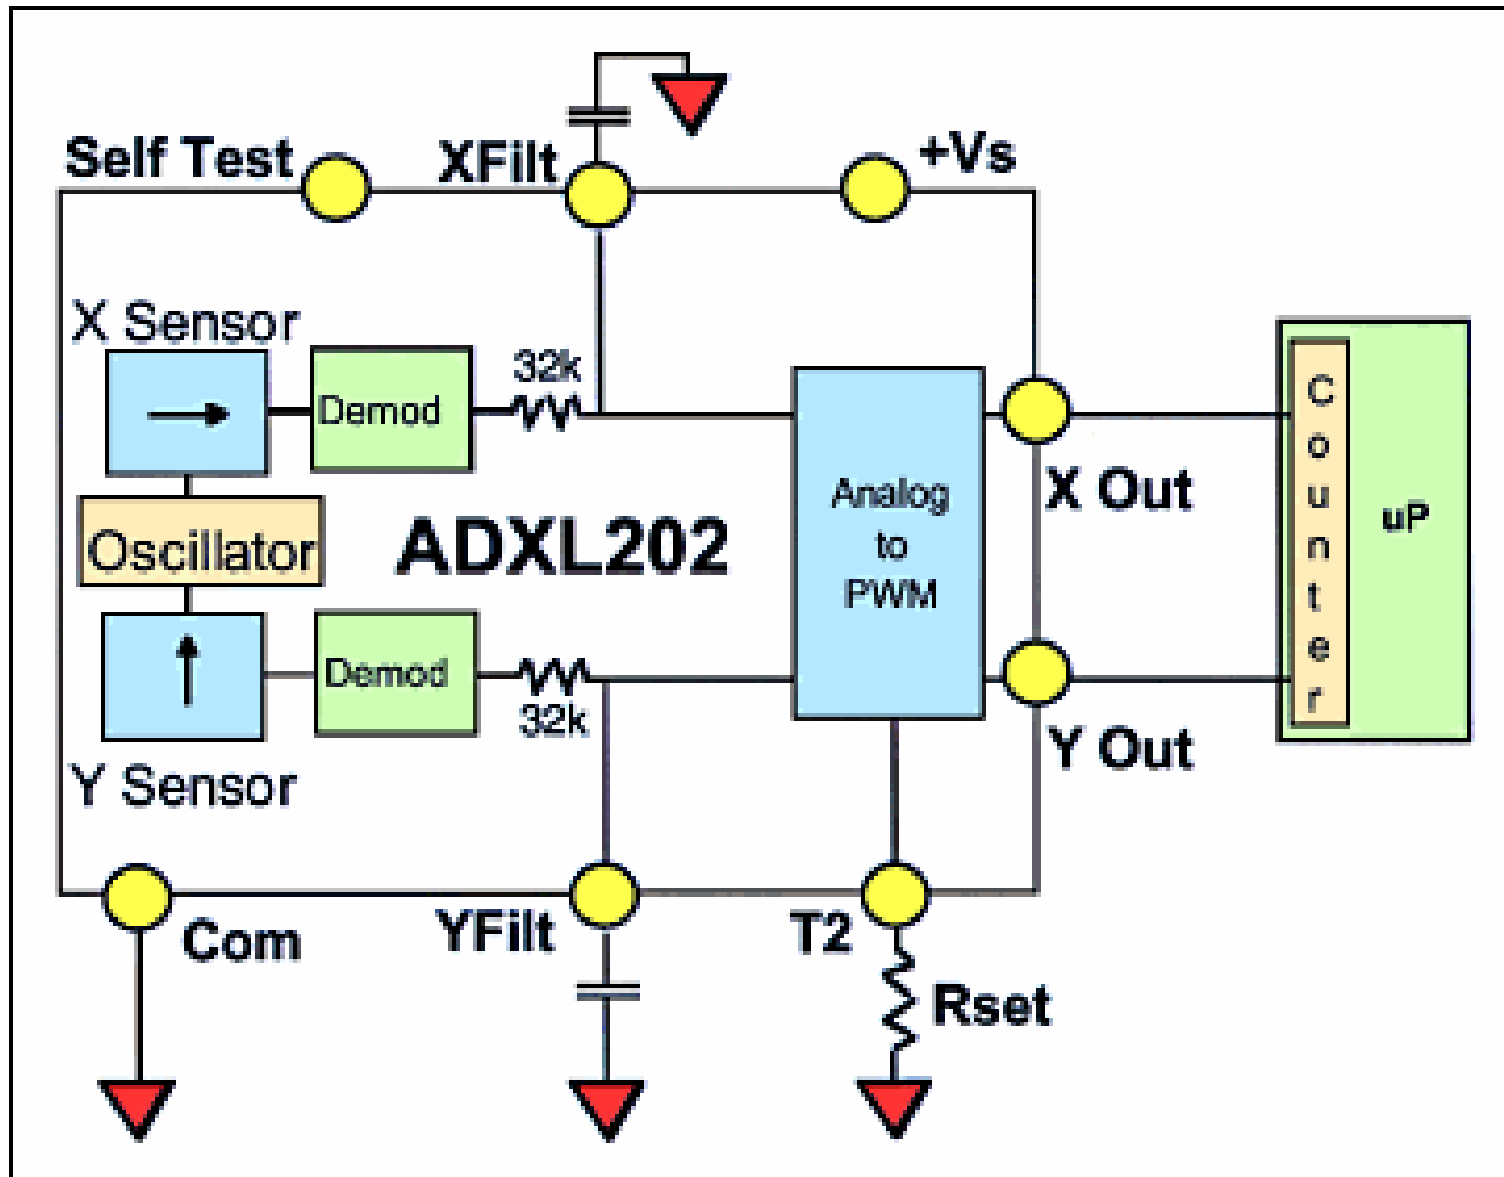 Self Test
XFilt
+Vs
X Sensor
32k
Demod
Counter
Analog
to
PWM
X Out
uP
Oscillator
ADXL202
Demod
32k
Y Out
Y Sensor
Com
YFilt
T2
Rset